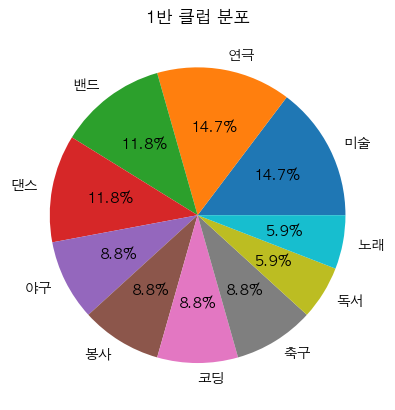 1반 클럽 분포
연극
밴드
14.7%
미술
11.8%
14.7%
댄스
11.8%
5.9%
노래
8.8%
5.9%
야구
8.8%
8.8%
8.8%
독서
봉사
축구
코딩